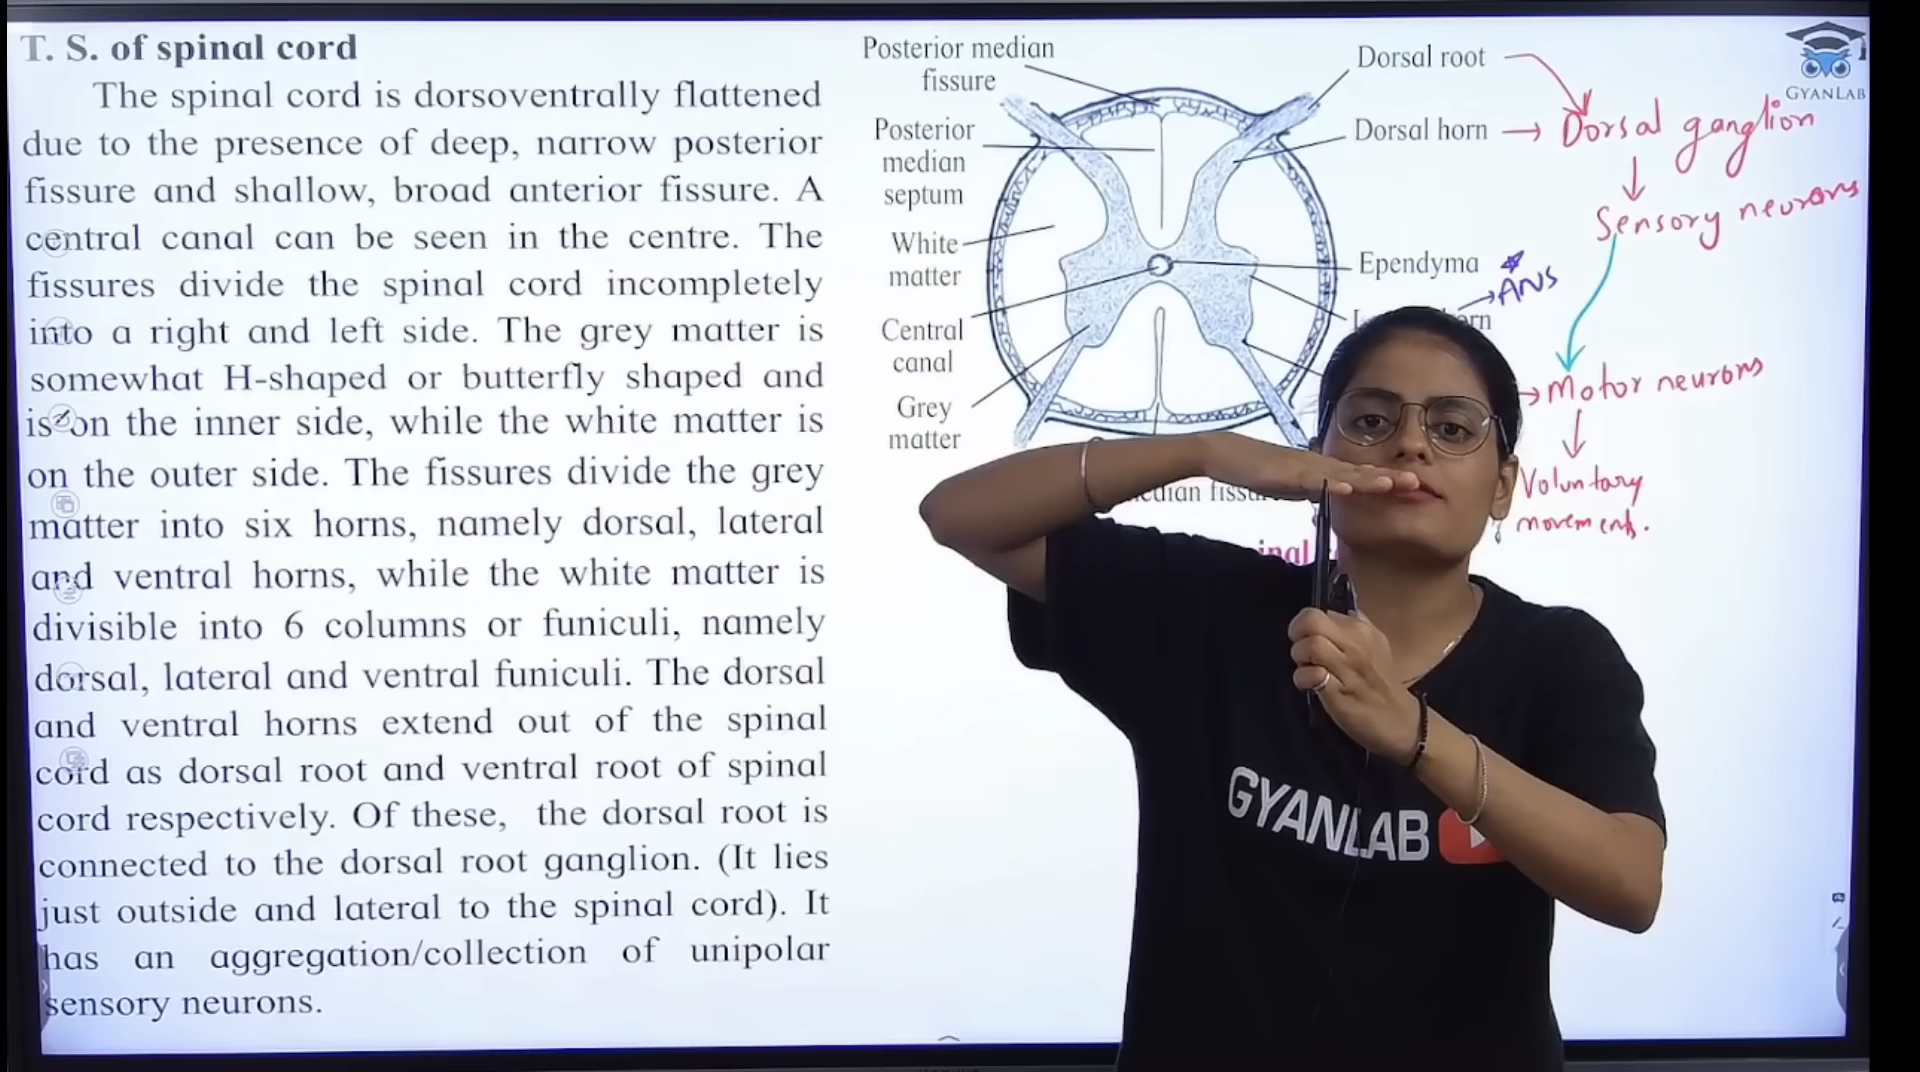 T. S. of spinal cord
The spinal cord is dorsoventrally flattened
due to the presence of deep, narrow posterior
fissure and shallow, broad anterior fissure. A
central canal can be seen in the centre. The
fissures divide the spinal cord incompletely
into a right and left side. The grey matter is
somewhat H-shaped or butterfly shaped and
is on the inner side, while the white matter is
on the outer side. The fissures divide the grey
matter into six horns, namely dorsal, lateral
and ventral horns, while the white matter is
divisible into 6 columns or funiculi, namely
dorsal, lateral and ventral funiculi. The dorsal
and ventral horns extend out of the spinal
cord as dorsal root and ventral root of spinal
cord respectively. Of these, the dorsal root is
connected to the dorsal root ganglion. (It lies
just outside and lateral to the spinal cord). It
has an aggregation/collection of unipolar
sensory neurons.
Posterior median
fissure
Posterior
median
septum
White
matter
Central
canal
Grey
matter
Dorsal root
Dorsal horn
Ependyma
Dorsal ganglion
Sensory neurons
ANS
Motor neurons
Voluntary
movements.
GYANLAB
GYANLAB